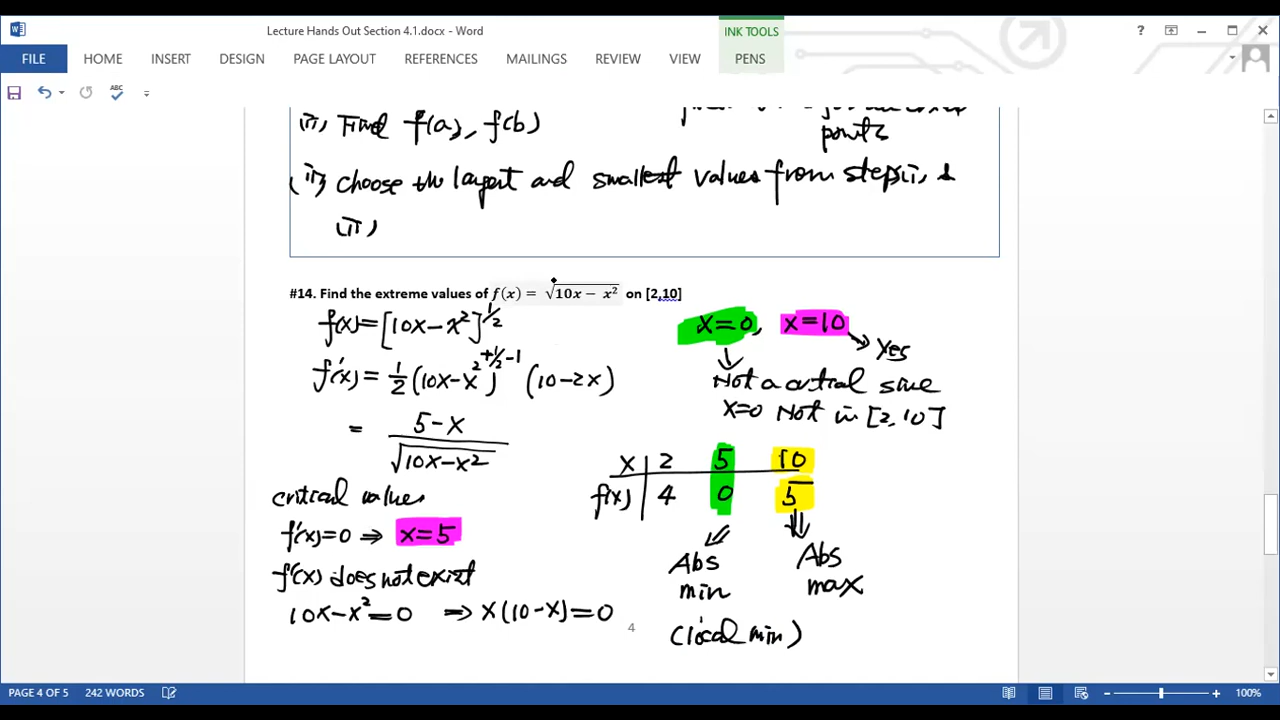 Lecture Hands Out Section 4.1.docx - Word
INK TOOLS
FILE HOME INSERT DESIGN PAGE LAYOUT REFERENCES MAILINGS REVIEW VIEW PENS
points
(ii) Find f(a), f(b)
(iii) choose the largest and smallest values from steps (i) &
(ii)
#14. Find the extreme values of f(x) = √10x − x² on [2,10]
f(x) = [10x-x²]^1/2
f'(x) = 1/2 (10x-x²)^+1/2-1 (10-2x)
= 5-x / √10x-x²
critical values
f'(x)=0 ⇒ x=5
f'(x) does not exist
10x-x²=0 ⇒ x(10-x)=0
x=0, x=10
→ Yes
Not a critical since
x=0 Not in [2,10]
x 2 5 10
f(x) 4 0 5
Abs min
(local min)
Abs max
4
PAGE 4 OF 5 242 WORDS 100%